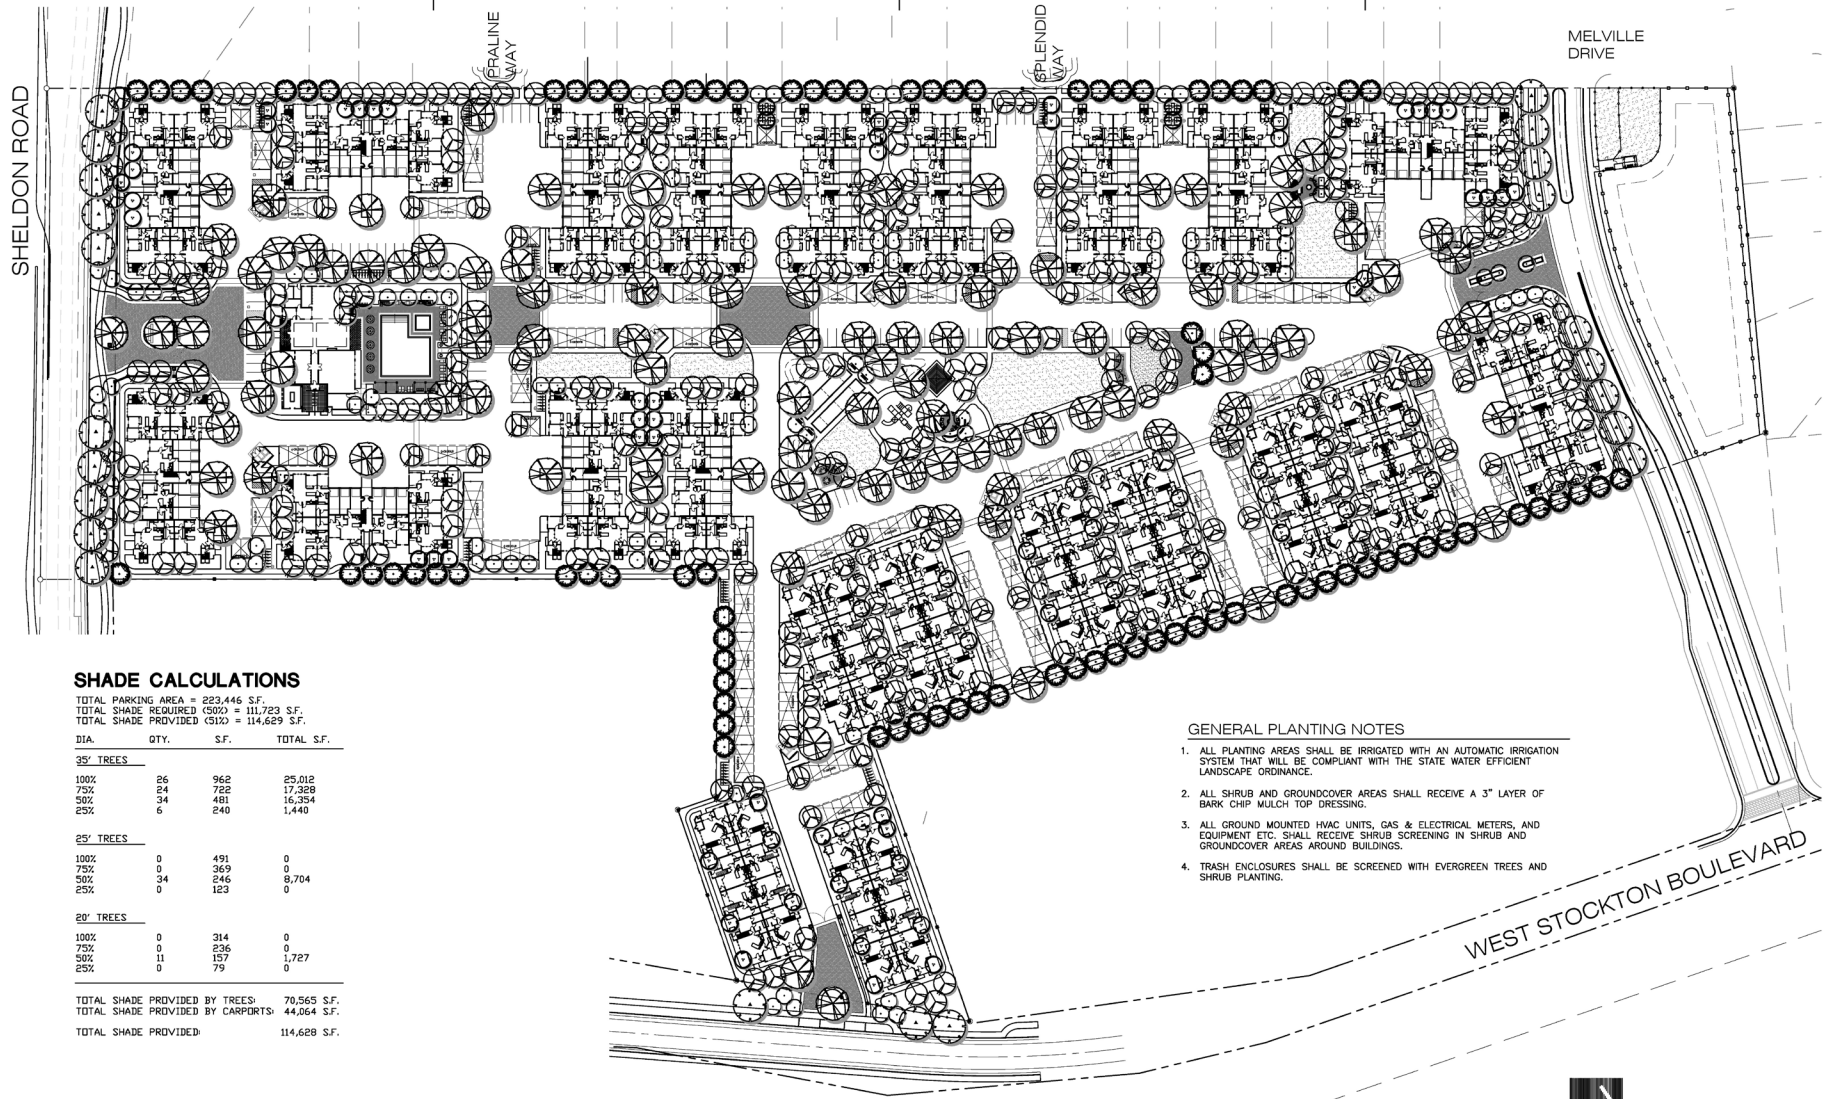 PRALINE
WAY
SPLENDID
WAY
MELVILLE
DRIVE
SHELDON ROAD
SHADE CALCULATIONS
TOTAL PARKING AREA = 223,446 S.F.
TOTAL SHADE REQUIRED (50%) = 111,723 S.F.
TOTAL SHADE PROVIDED (51%) = 114,629 S.F.
DIA. QTY. S.F. TOTAL S.F.
35' TREES
100% 26 962 25,012
75% 24 722 17,328
50% 34 481 16,354
25% 6 240 1,440
25' TREES
100% 0 491 0
75% 0 369 0
50% 34 246 8,704
25% 0 123 0
20' TREES
100% 0 314 0
75% 0 236 0
50% 11 157 1,727
25% 0 79 0
TOTAL SHADE PROVIDED BY TREES: 70,565 S.F.
TOTAL SHADE PROVIDED BY CARPORTS: 44,064 S.F.
TOTAL SHADE PROVIDED: 114,628 S.F.
GENERAL PLANTING NOTES
1. ALL PLANTING AREAS SHALL BE IRRIGATED WITH AN AUTOMATIC IRRIGATION
SYSTEM THAT WILL BE COMPLIANT WITH THE STATE WATER EFFICIENT
LANDSCAPE ORDINANCE.
2. ALL SHRUB AND GROUNDCOVER AREAS SHALL RECEIVE A 3" LAYER OF
BARK CHIP MULCH TOP DRESSING.
3. ALL GROUND MOUNTED HVAC UNITS, GAS & ELECTRICAL METERS, AND
EQUIPMENT ETC. SHALL RECEIVE SHRUB SCREENING IN SHRUB AND
GROUNDCOVER AREAS AROUND BUILDINGS.
4. TRASH ENCLOSURES SHALL BE SCREENED WITH EVERGREEN TREES AND
SHRUB PLANTING.
WEST STOCKTON BOULEVARD